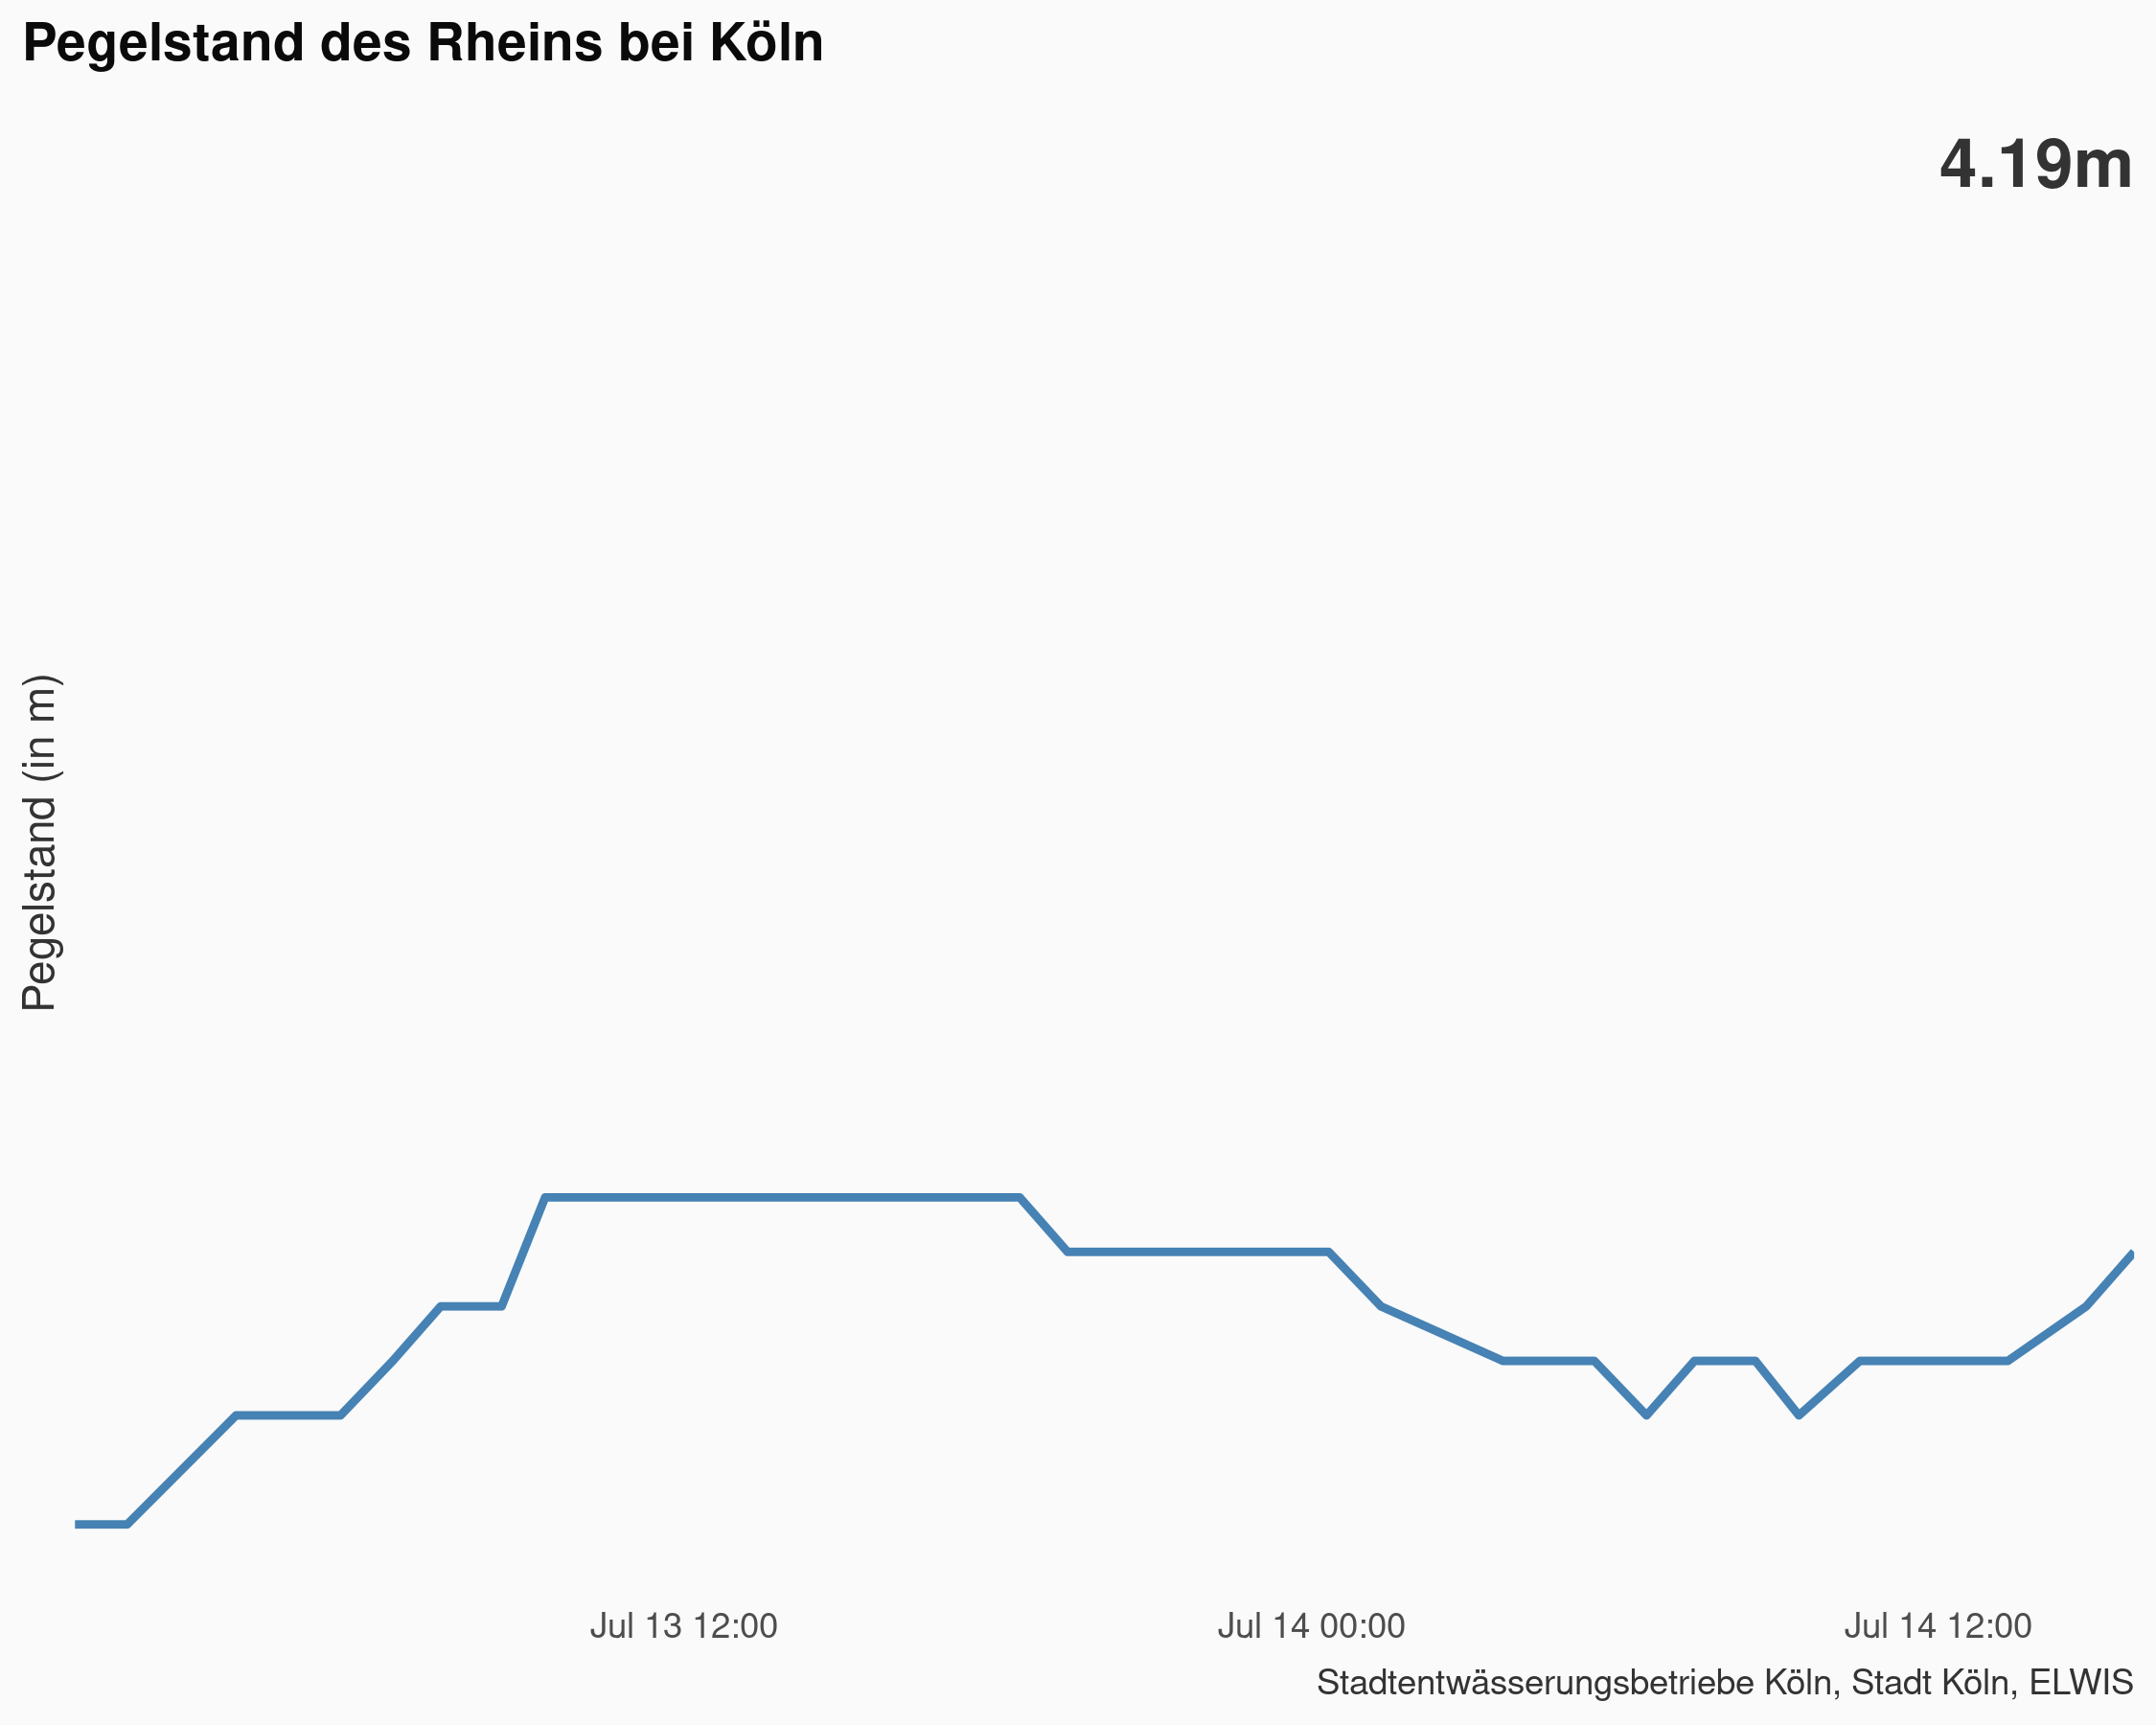 Pegelstand des Rheins bei Köln
4.19m
Pegelstand (in m)
Jul 13 12:00
Jul 14 00:00
Jul 14 12:00
Stadtentwässerungsbetriebe Köln, Stadt Köln, ELWIS